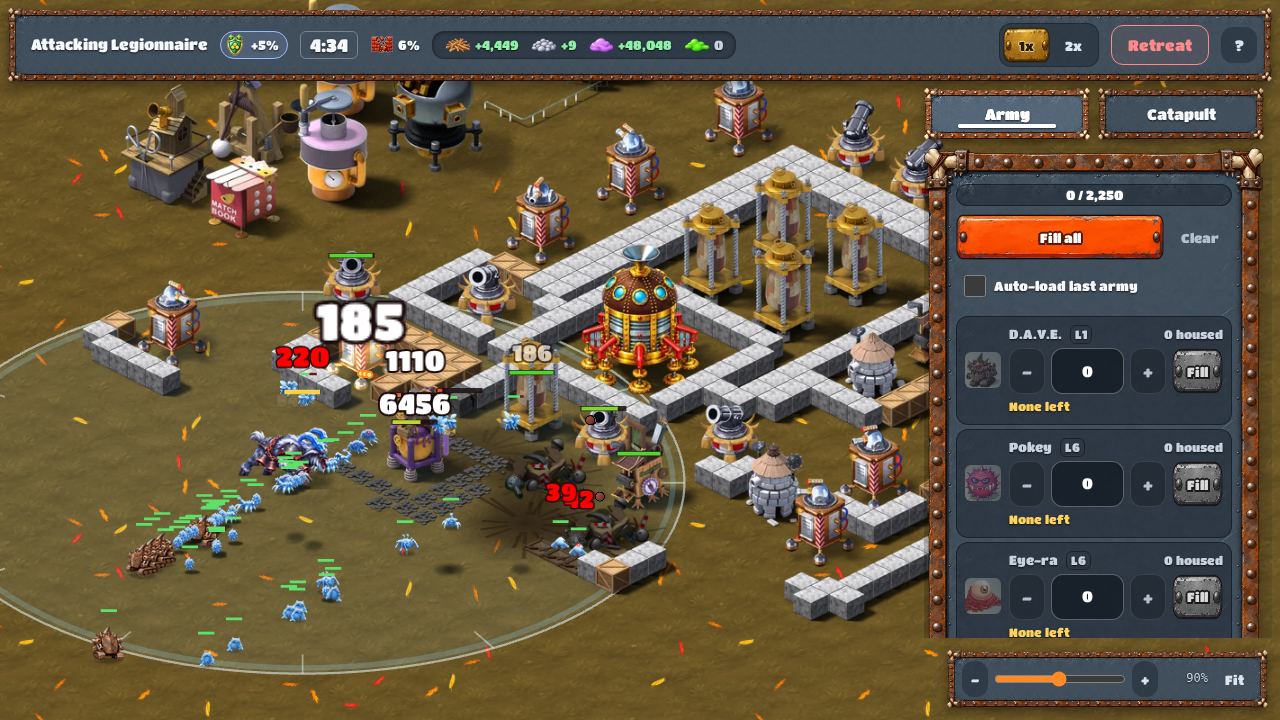 Attacking Legionnaire
+5%
4:34
6%
+4,449
+9
+48,048
0
1x
2x
Retreat
?
Army
Catapult
0 / 2,250
Fill all
Clear
Auto-load last army
D.A.V.E. L1
0 housed
-
0
+
Fill
None left
Pokey L6
0 housed
-
0
+
Fill
None left
Eye-ra L6
0 housed
-
0
+
Fill
None left
-
+
90%
Fit
MATCH
BOOK
185
220
1110
186
6456
39
2